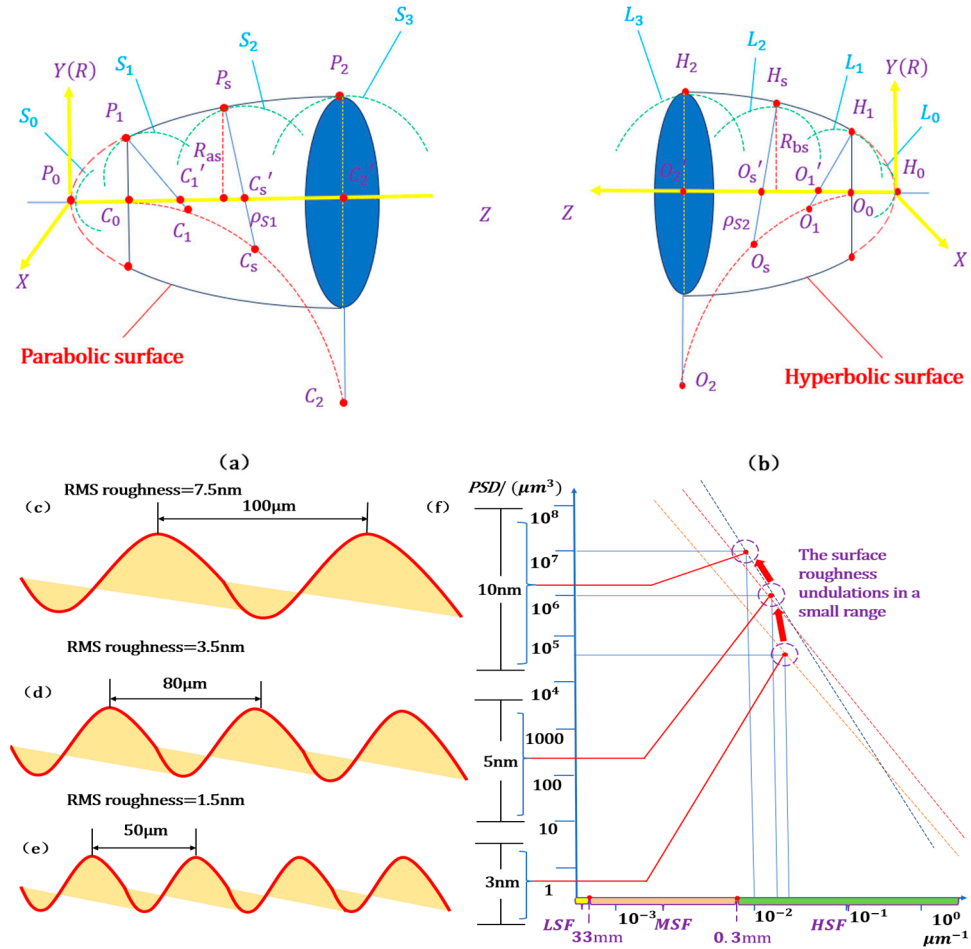 S₀
S₁
S₂
S₃
Y(R)
P₀
P₁
Pₛ
P₂
Rₐₛ
C₀
C₁′
C₁
Cₛ′
ρS1
Cₛ
C₂′
C₂
X
Z
Parabolic surface
(a)
L₃
L₂
L₁
L₀
Y(R)
H₂
Hₛ
H₁
H₀
R_bs
O₂′
Oₛ′
O₁′
O₀
O₁
ρS2
Oₛ
O₂
Z
X
Hyperbolic surface
(b)
(c)
RMS roughness=7.5nm
100μm
RMS roughness=3.5nm
(d)
80μm
RMS roughness=1.5nm
(e)
50μm
(f)
PSD/ (μm³
10⁸
10⁷
10nm
10⁶
10⁵
10⁴
1000
5nm
100
10
3nm
1
The surface
roughness
undulations in a
small range
LSF
10⁻³
MSF
10⁻²
HSF
10⁻¹
10⁰
33mm
0.3mm
μm⁻¹